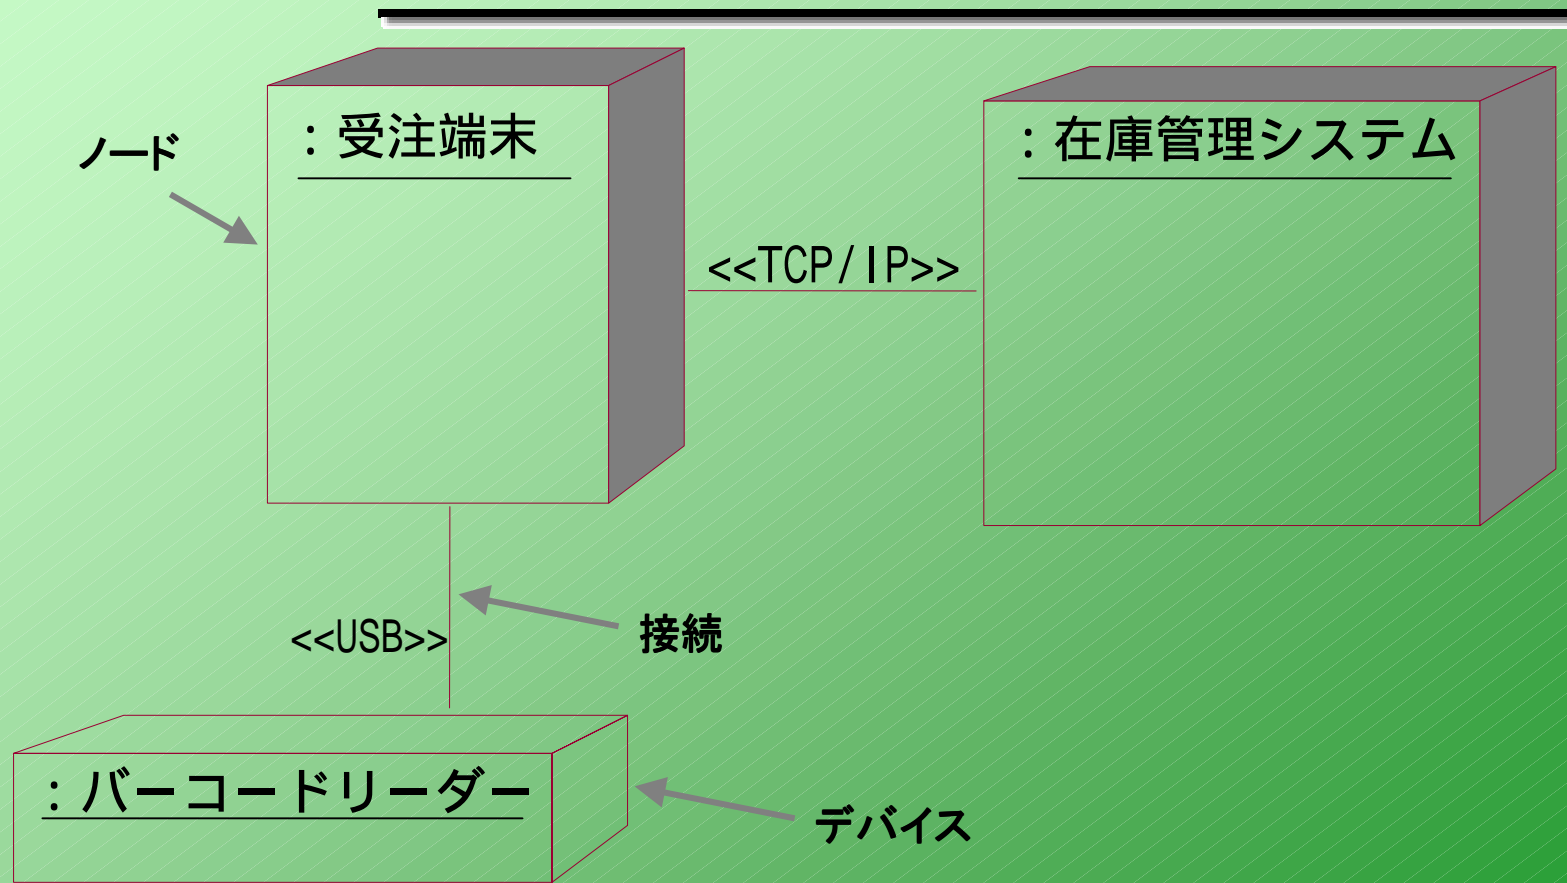 ：受注端末
：在庫管理システム
ノード
<<TCP/IP>>
<<USB>>
接続
：バーコードリーダー
デバイス